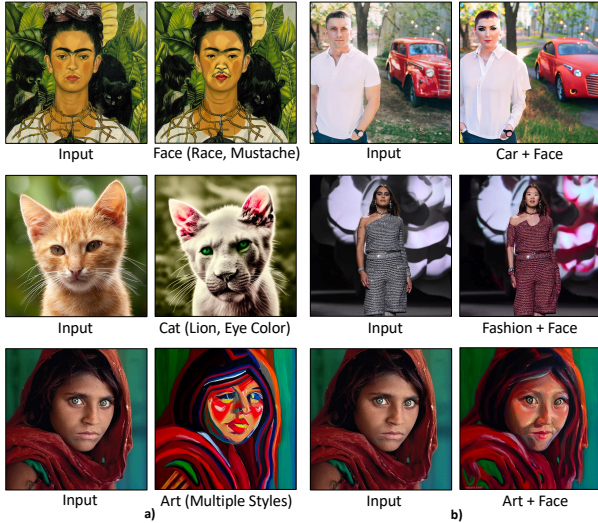 Input
Face (Race, Mustache)
Input
Car + Face
Input
Cat (Lion, Eye Color)
Input
Fashion + Face
Input
Art (Multiple Styles)
Input
Art + Face
a)
b)